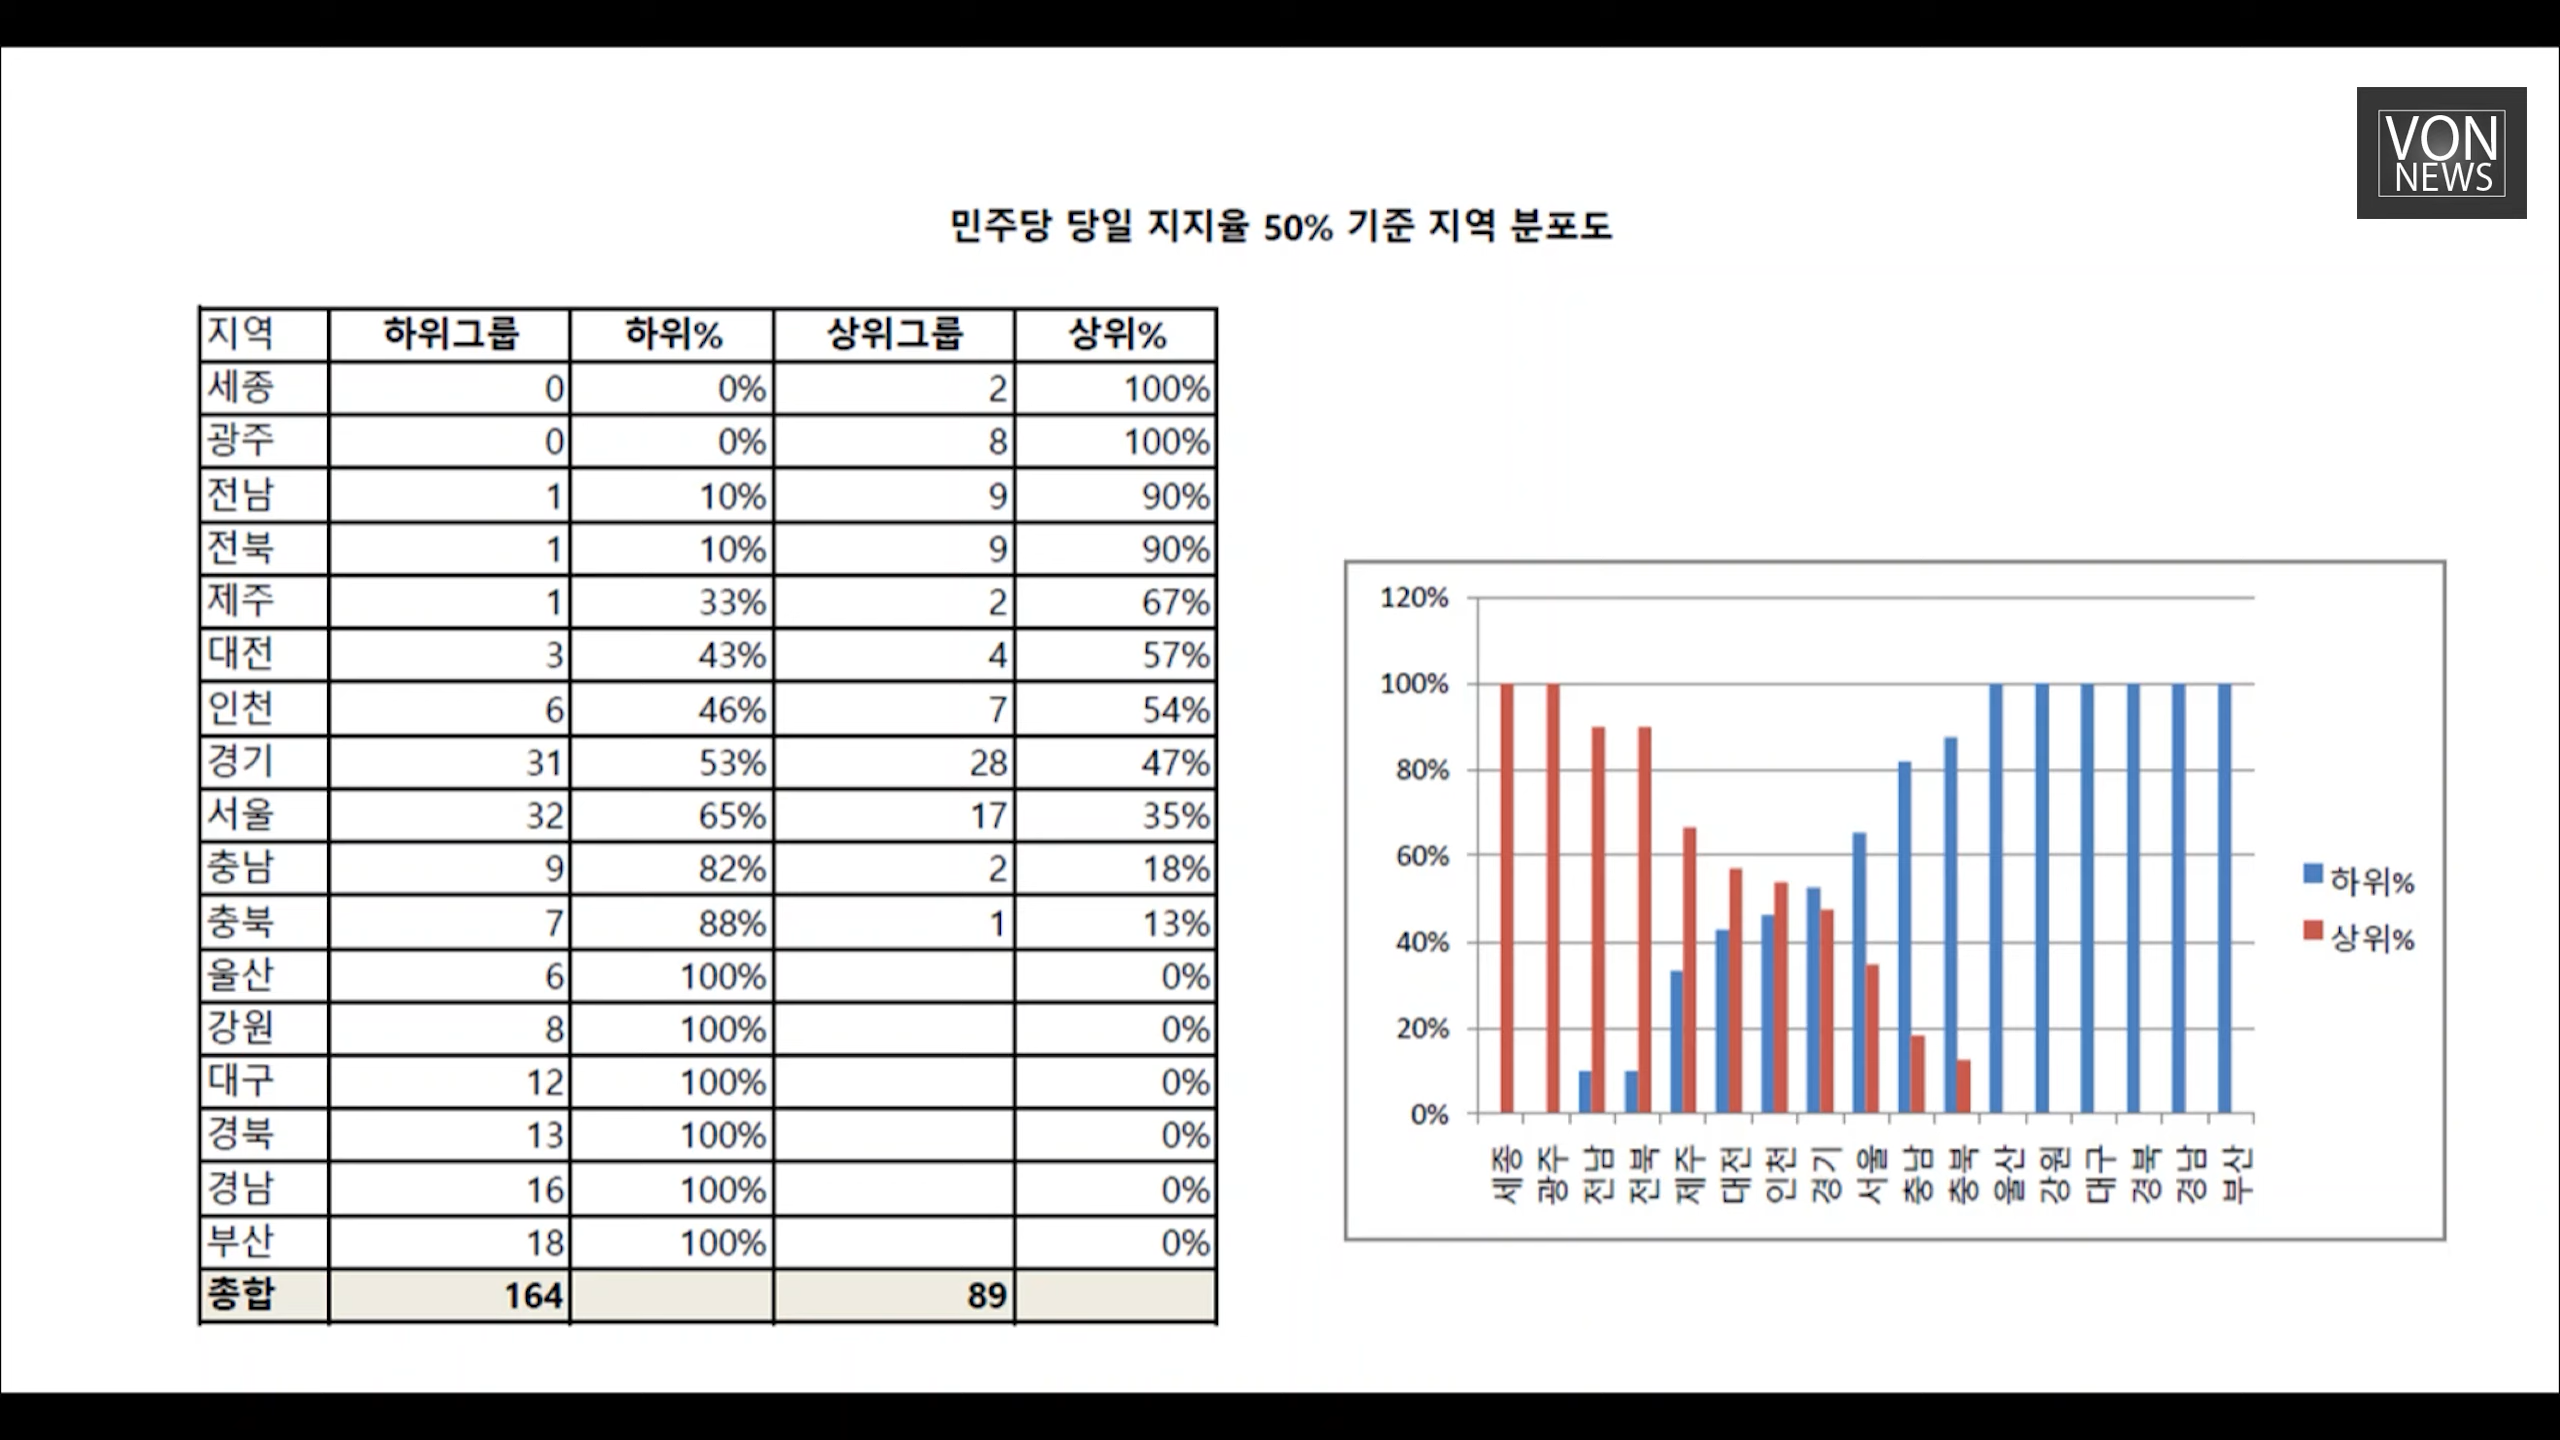 VON
NEWS
민주당 당일 지지율 50% 기준 지역 분포도
지역 하위그룹 하위% 상위그룹 상위%
세종 0 0% 2 100%
광주 0 0% 8 100%
전남 1 10% 9 90%
전북 1 10% 9 90%
제주 1 33% 2 67%
대전 3 43% 4 57%
인천 6 46% 7 54%
경기 31 53% 28 47%
서울 32 65% 17 35%
충남 9 82% 2 18%
충북 7 88% 1 13%
울산 6 100% 0%
강원 8 100% 0%
대구 12 100% 0%
경북 13 100% 0%
경남 16 100% 0%
부산 18 100% 0%
총합 164 89
120%
100%
80%
60%
40%
20%
0%
세종 광주 전남 전북 제주 대전 인천 경기 서울 충남 충북 울산 강원 대구 경북 경남 부산
하위%
상위%